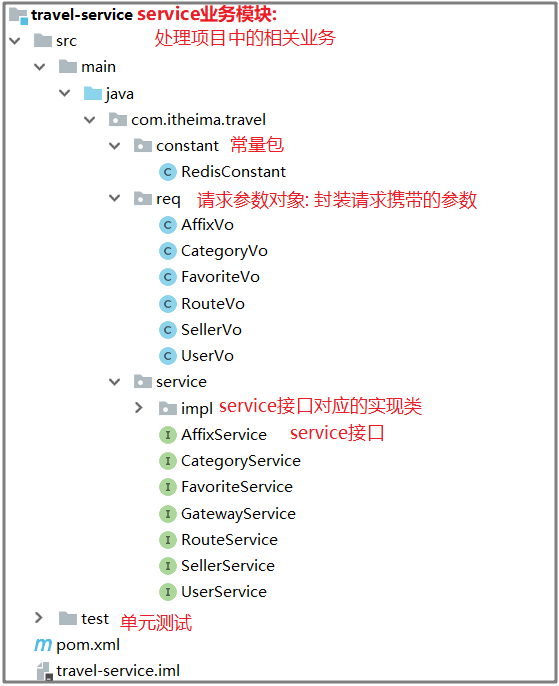 travel-service service业务模块:
src 处理项目中的相关业务
main
java
com.itheima.travel
constant 常量包
C RedisConstant
req 请求参数对象: 封装请求携带的参数
C AffixVo
C CategoryVo
C FavoriteVo
C RouteVo
C SellerVo
C UserVo
service
impl service接口对应的实现类
I AffixService service接口
I CategoryService
I FavoriteService
I GatewayService
I RouteService
I SellerService
I UserService
test 单元测试
m pom.xml
travel-service.iml